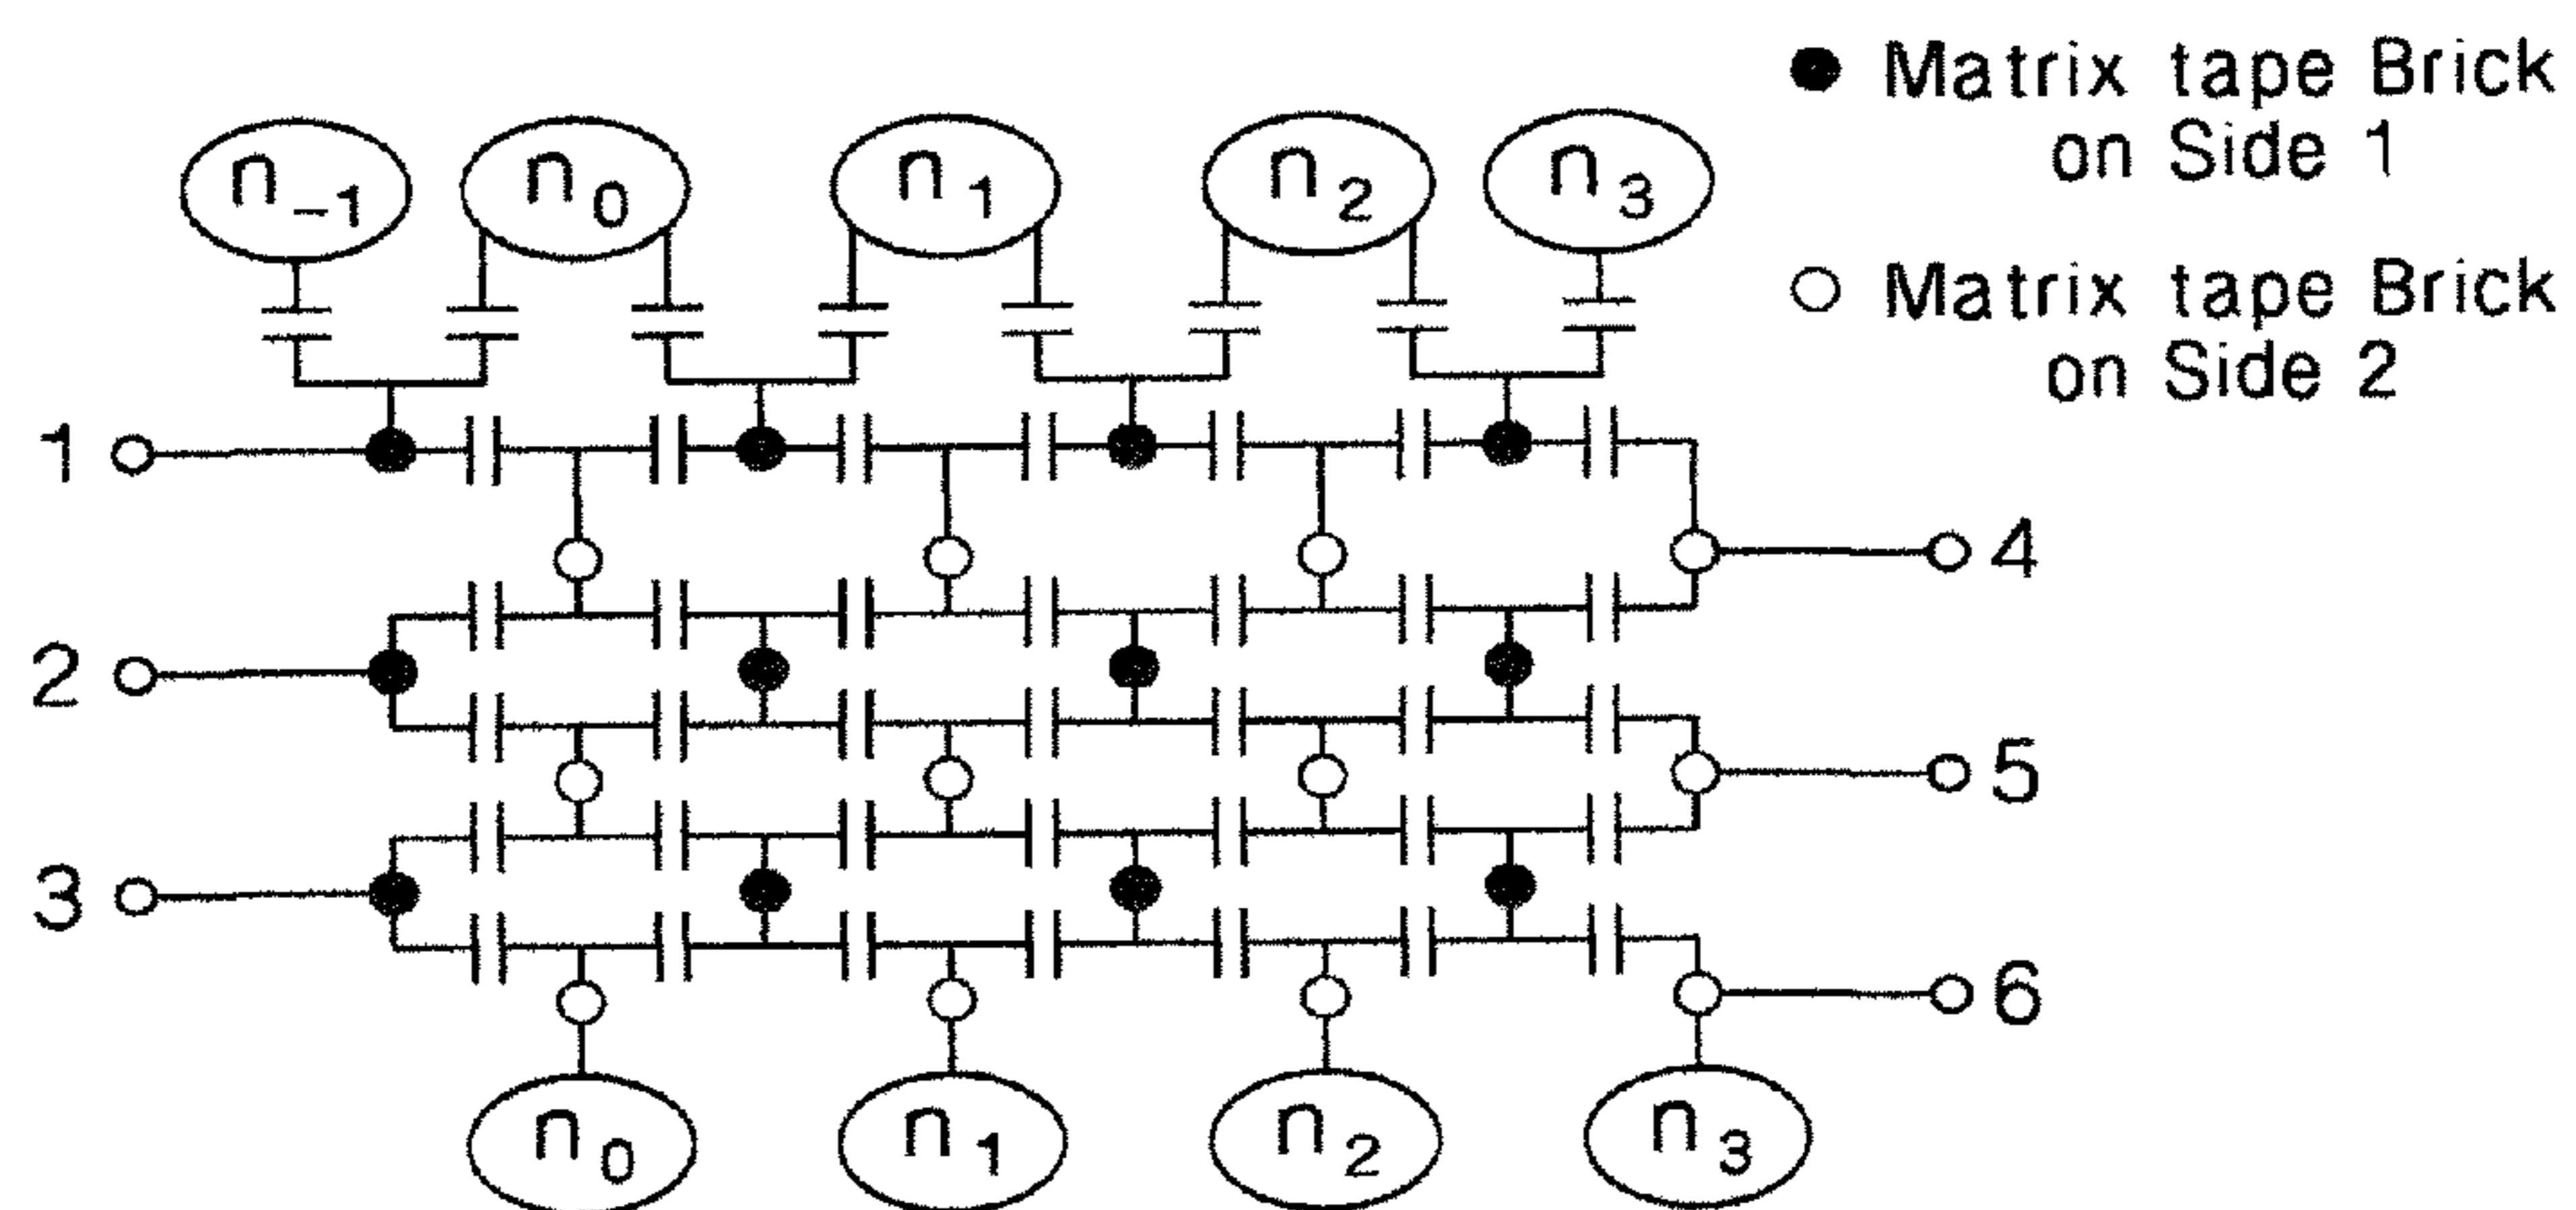 ● Matrix tape Brick
on Side 1
n₋₁ n₀ n₁ n₂ n₃
○ Matrix tape Brick
on Side 2
1
4
2
5
3
6
n₀ n₁ n₂ n₃